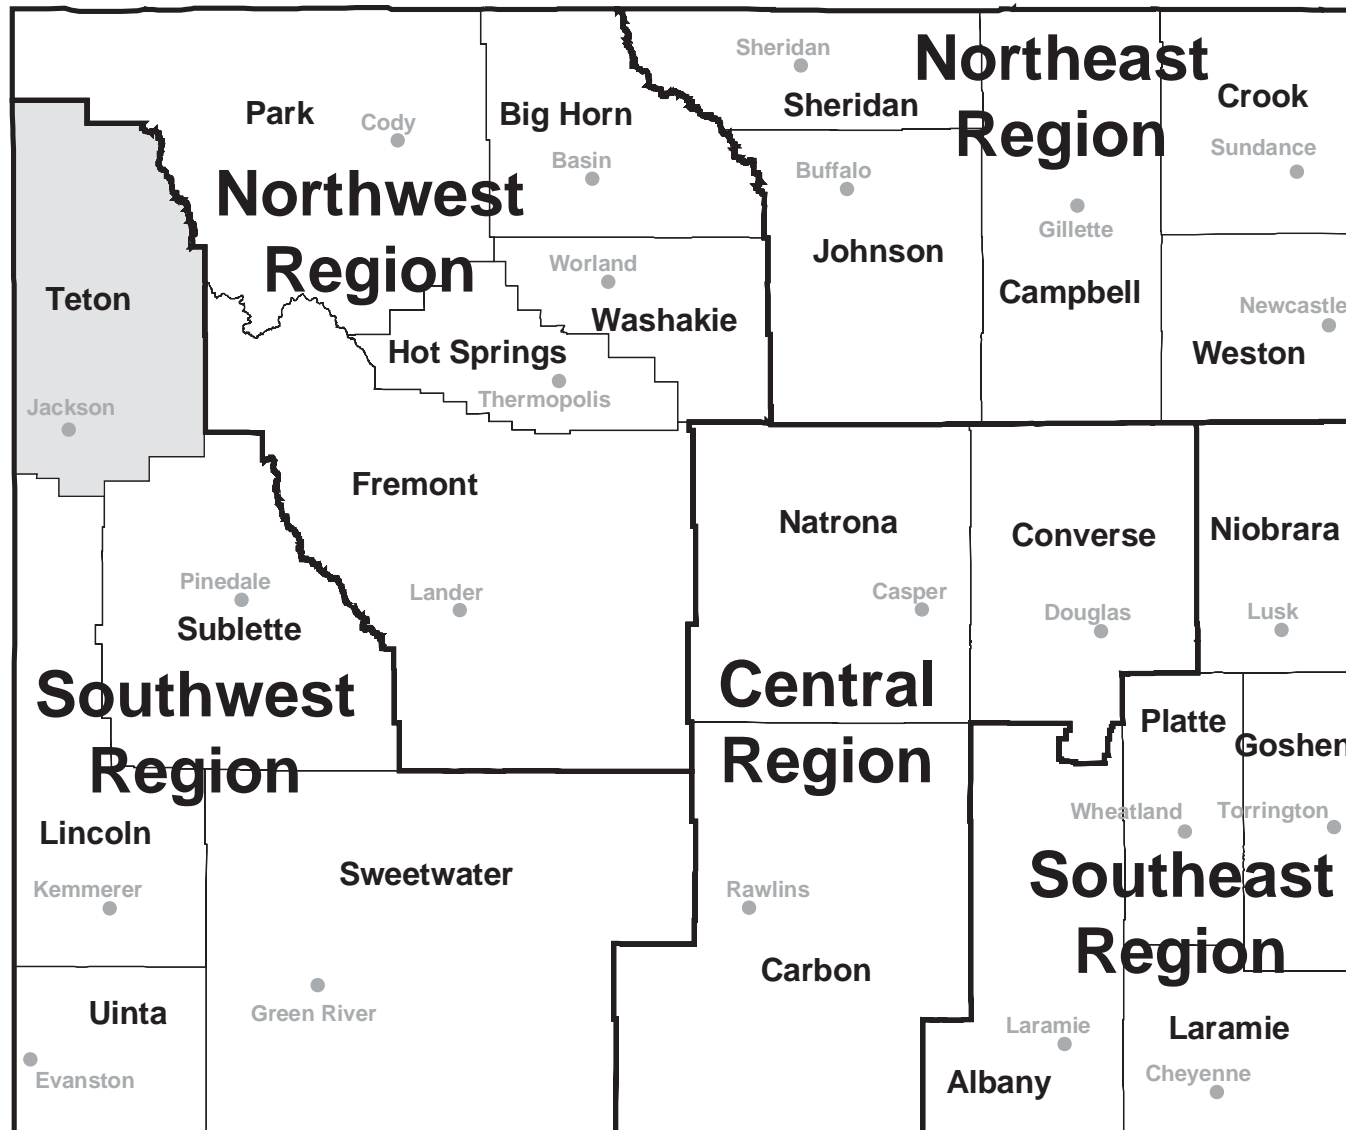 Sheridan
Northeast
Region
Crook
Park
Cody
Big Horn
Sheridan
Basin
Buffalo
Sundance
Northwest
Region
Gillette
Johnson
Worland
Teton
Campbell
Newcastle
Washakie
Hot Springs
Weston
Thermopolis
Jackson
Fremont
Natrona
Converse
Niobrara
Pinedale
Lander
Casper
Douglas
Lusk
Sublette
Southwest
Region
Central
Region
Platte
Goshen
Wheatland
Torrington
Lincoln
Sweetwater
Southeast
Region
Kemmerer
Rawlins
Carbon
Uinta
Green River
Laramie
Laramie
Evanston
Albany
Cheyenne